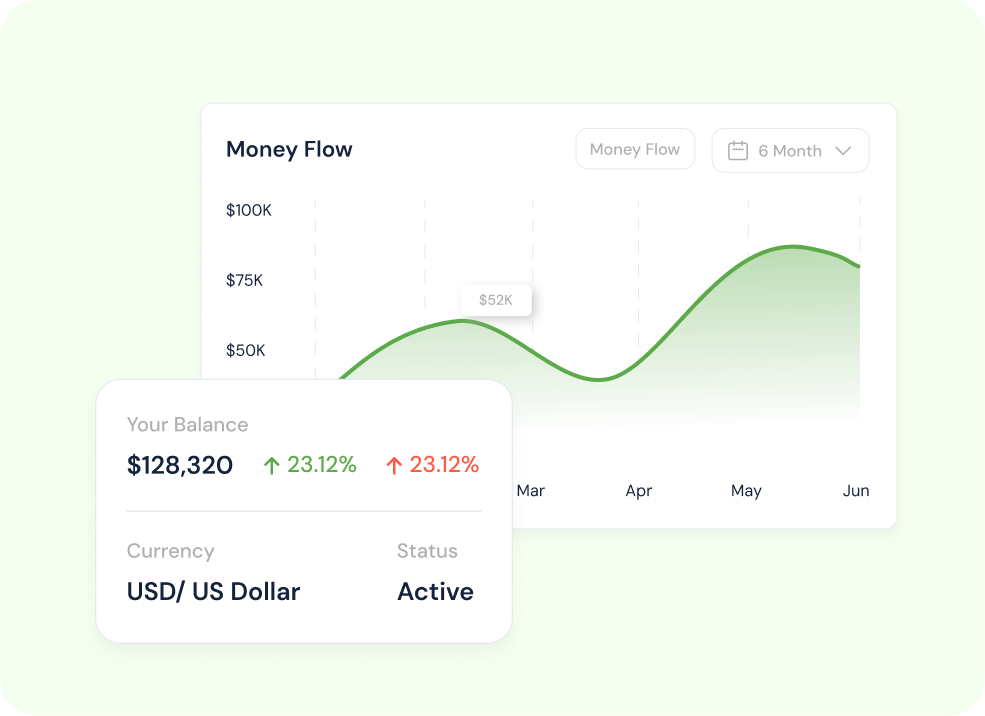 Money Flow
Money Flow
6 Month
$100K
$75K
$52K
$50K
Your Balance
$128,320 ↑ 23.12% ↑ 23.12%
Mar Apr May Jun
Currency Status
USD/ US Dollar Active